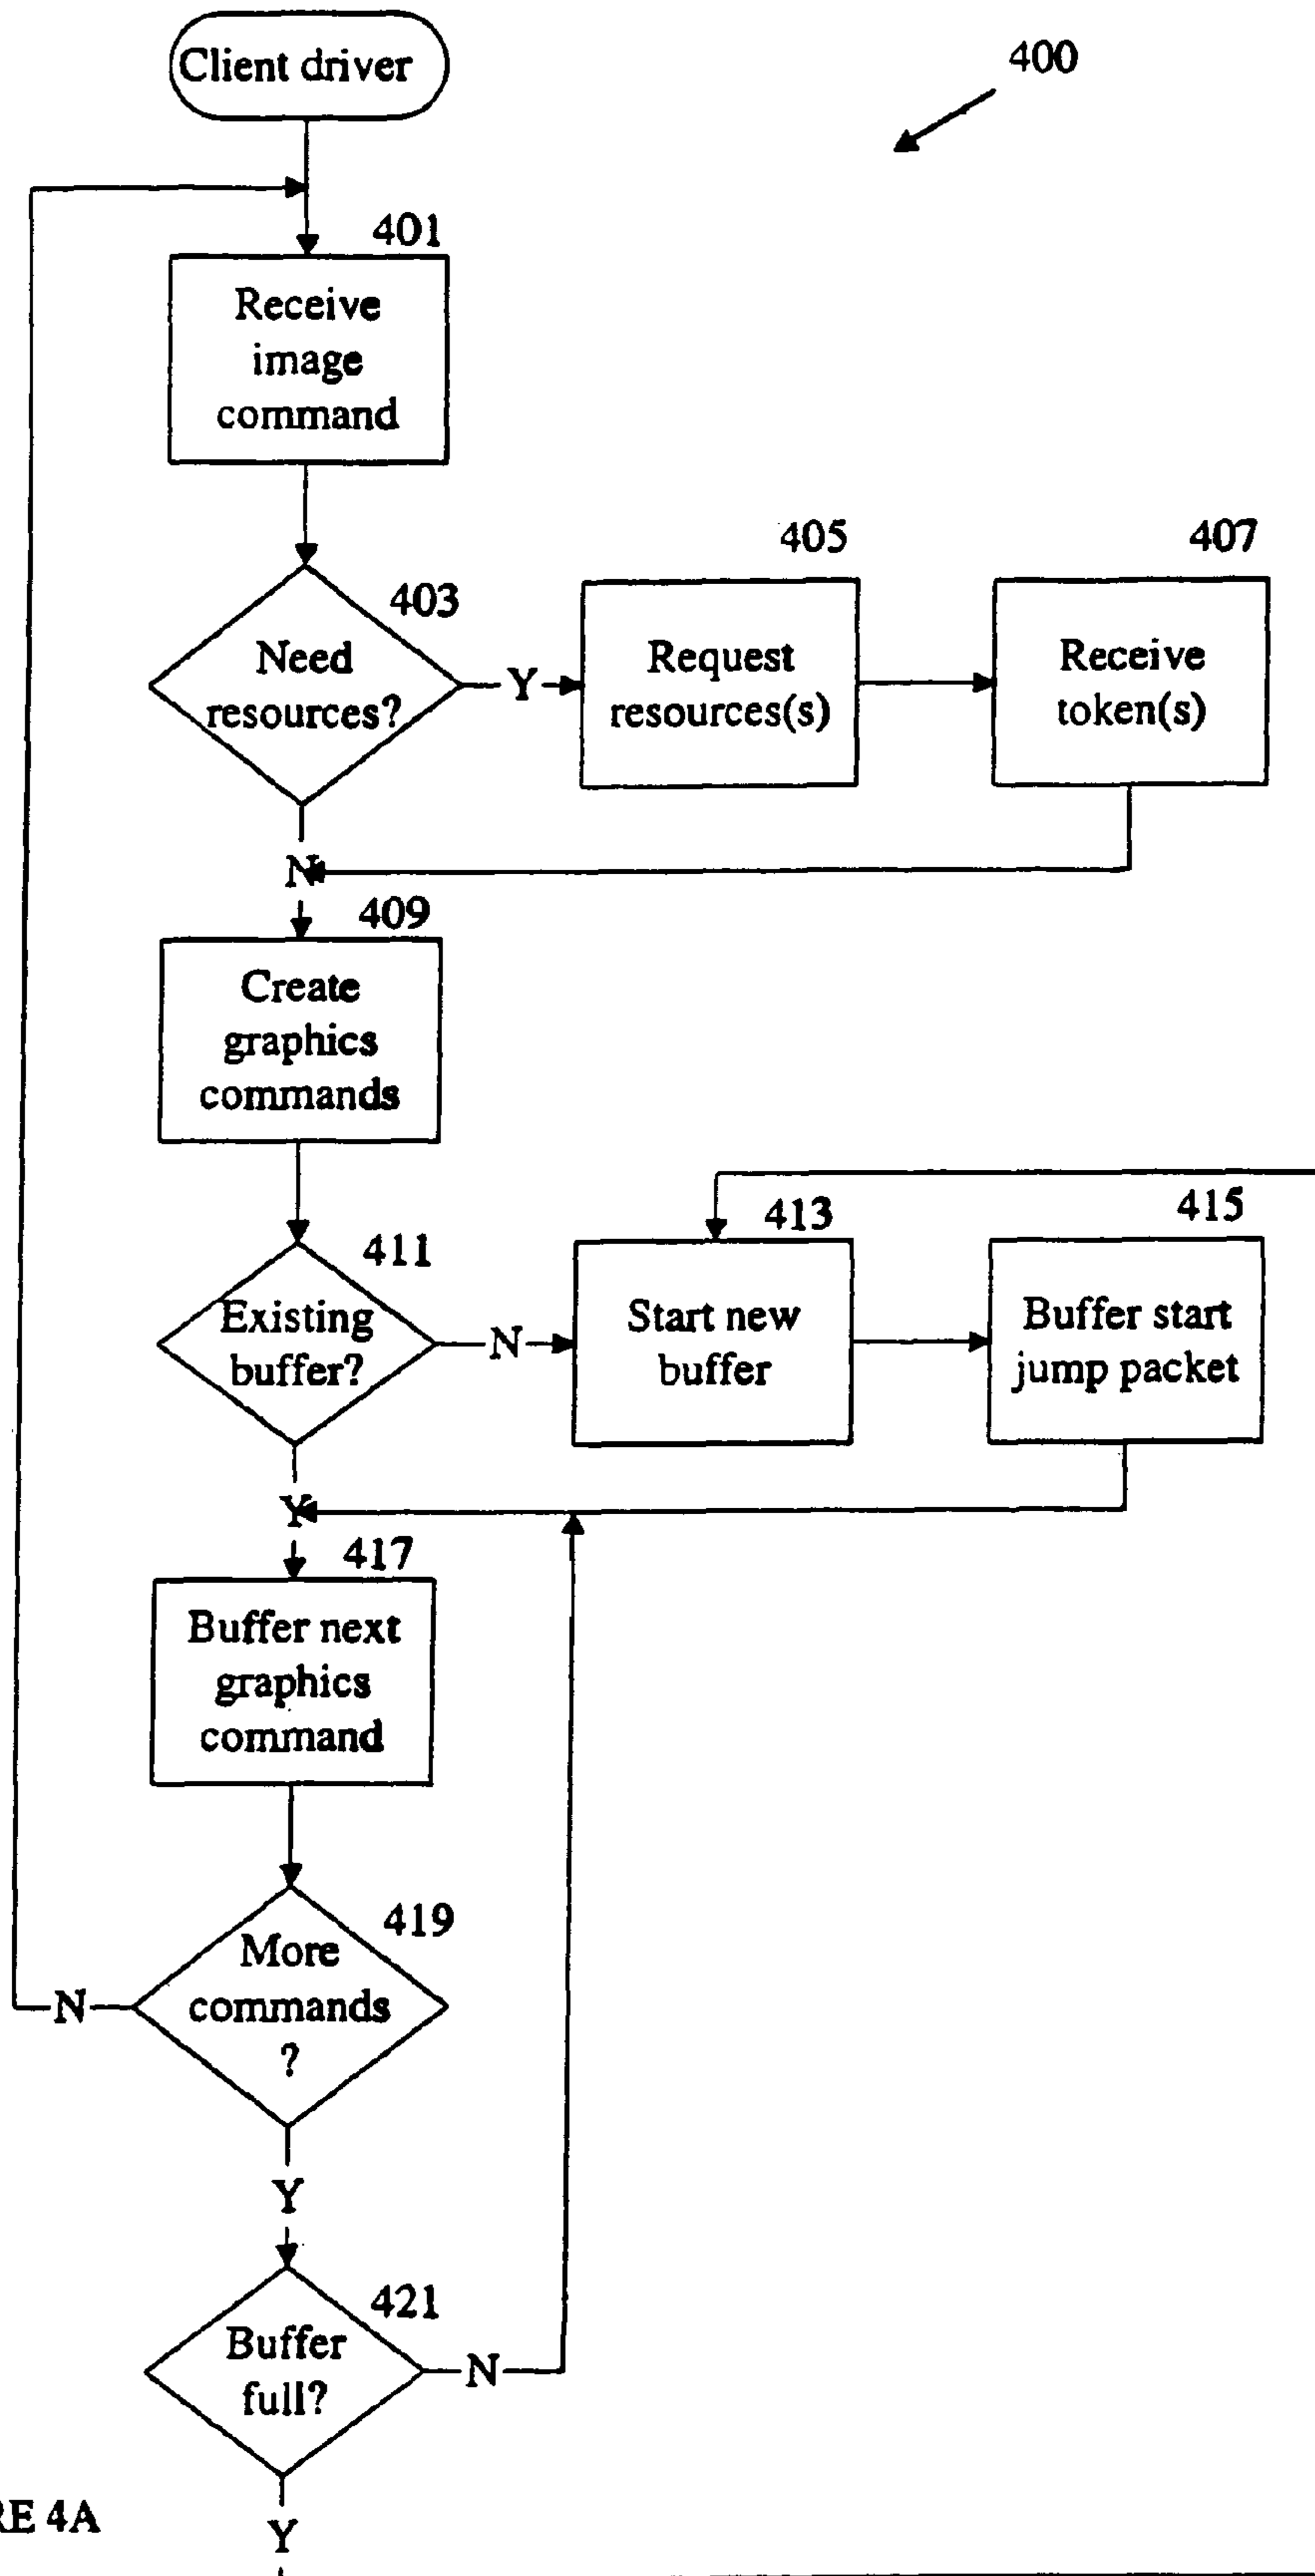 Client driver
400
401
Receive
image
command
403
Need
resources?
Y
405
Request
resources(s)
407
Receive
token(s)
N
409
Create
graphics
commands
411
Existing
buffer?
N
413
Start new
buffer
415
Buffer start
jump packet
Y
417
Buffer next
graphics
command
419
More
commands
?
N
Y
421
Buffer
full?
N
RE 4A
Y